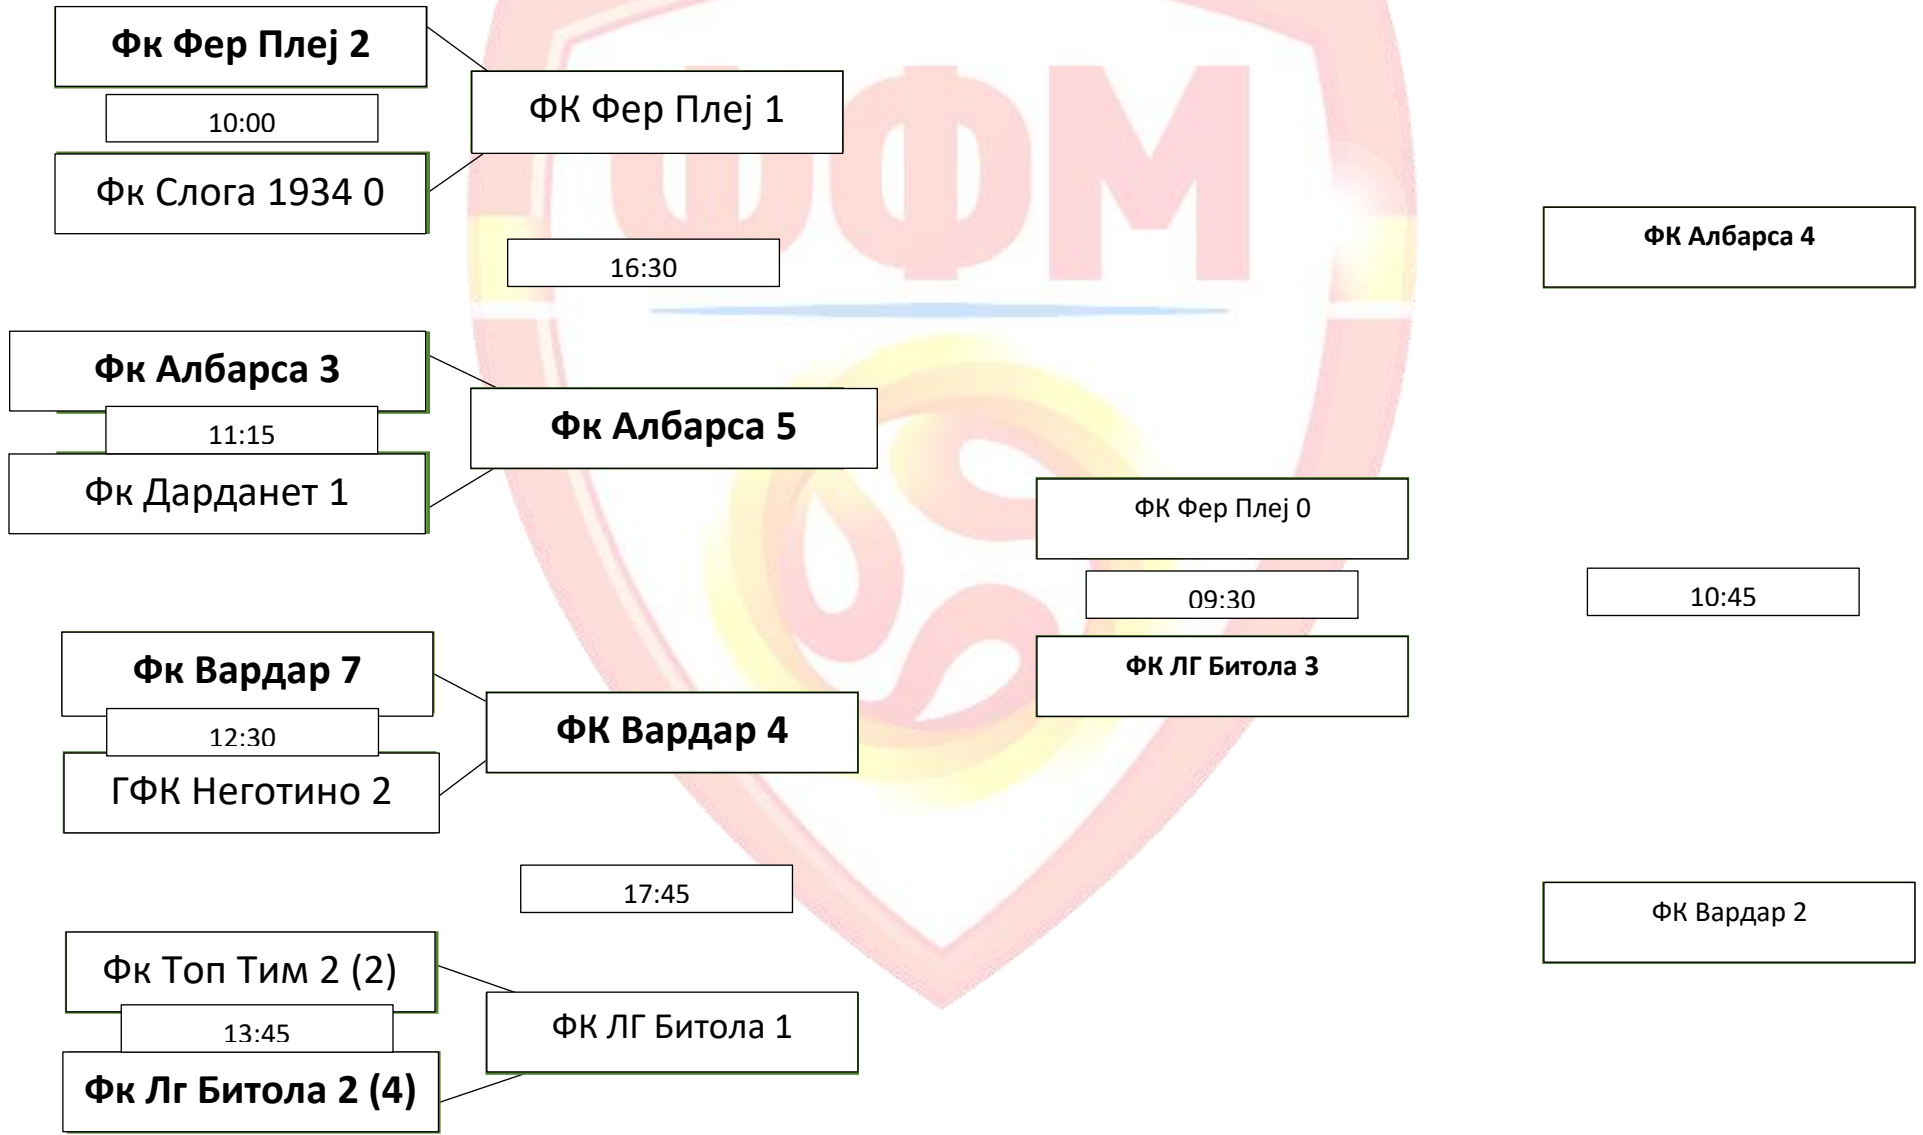 Фк Фер Плеј 2
10:00
Фк Слога 1934 0
ФК Фер Плеј 1
16:30
Фк Албарса 3
11:15
Фк Дарданет 1
Фк Албарса 5
Фк Вардар 7
12:30
ГФК Неготино 2
ФК Вардар 4
17:45
Фк Топ Тим 2 (2)
13:45
Фк Лг Битола 2 (4)
ФК ЛГ Битола 1
ФК Фер Плеј 0
09:30
ФК ЛГ Битола 3
ФК Албарса 4
10:45
ФК Вардар 2
ФФМ